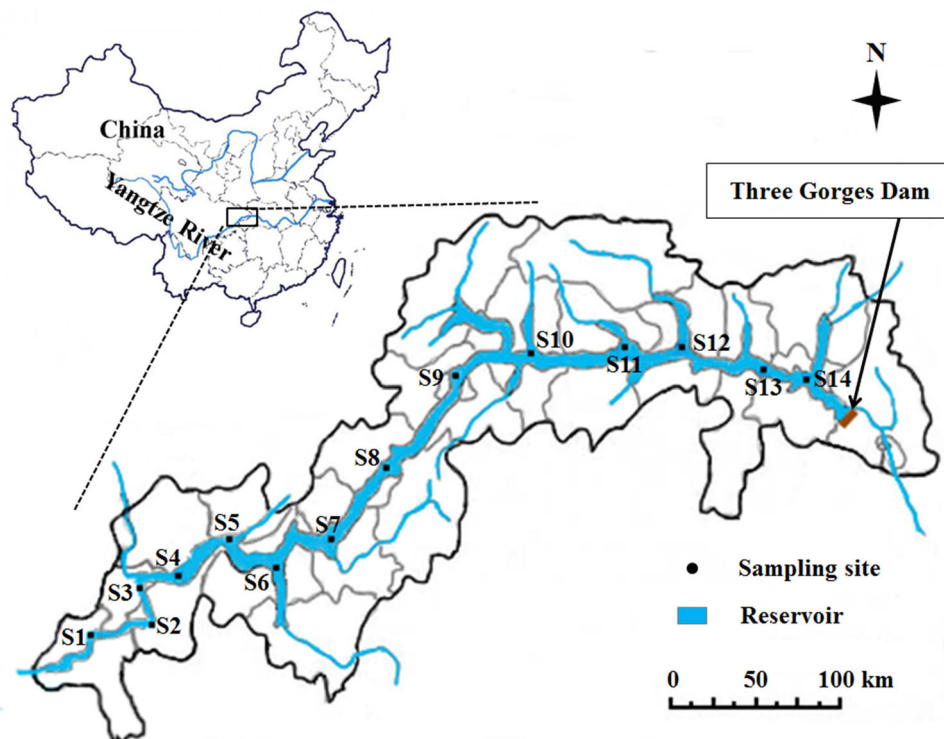 China
Yangtze River
N
Three Gorges Dam
S10
S12
S11
S9
S13
S14
S8
S5
S7
S4
S6
S3
S2
S1
Sampling site
Reservoir
0 50 100 km